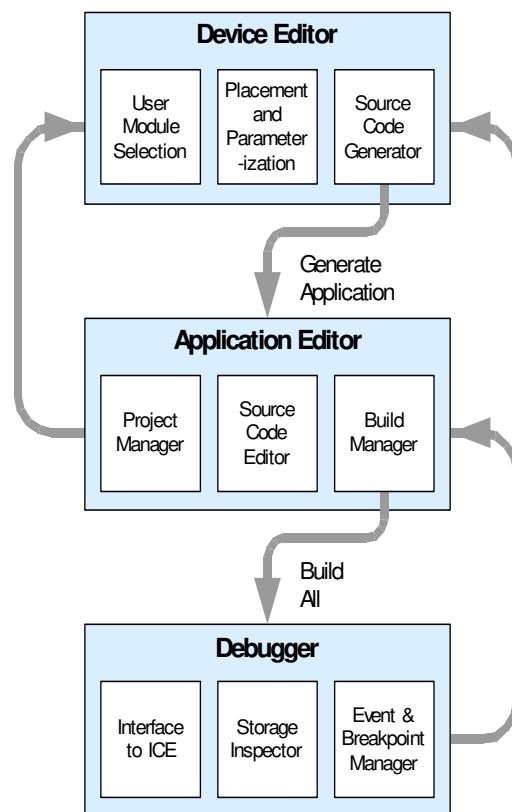 Device Editor
User
Module
Selection
Placement
and
Parameter
-ization
Source
Code
Generator
Generate
Application
Application Editor
Project
Manager
Source
Code
Editor
Build
Manager
Build
All
Debugger
Interface
to ICE
Storage
Inspector
Event &
Breakpoint
Manager